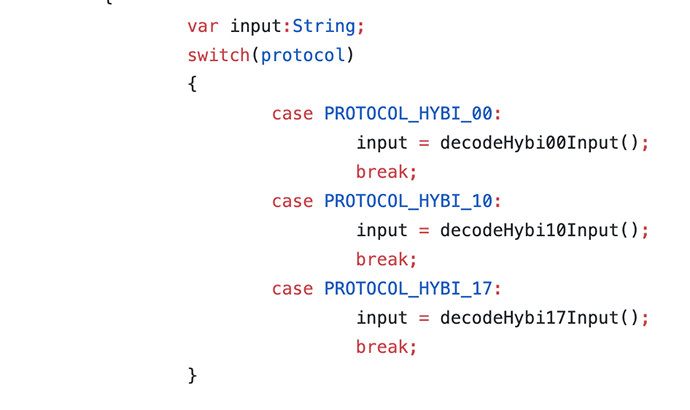 {
var input:String;
switch(protocol)
{
case PROTOCOL_HYBI_00:
input = decodeHybi00Input();
break;
case PROTOCOL_HYBI_10:
input = decodeHybi10Input();
break;
case PROTOCOL_HYBI_17:
input = decodeHybi17Input();
break;
}